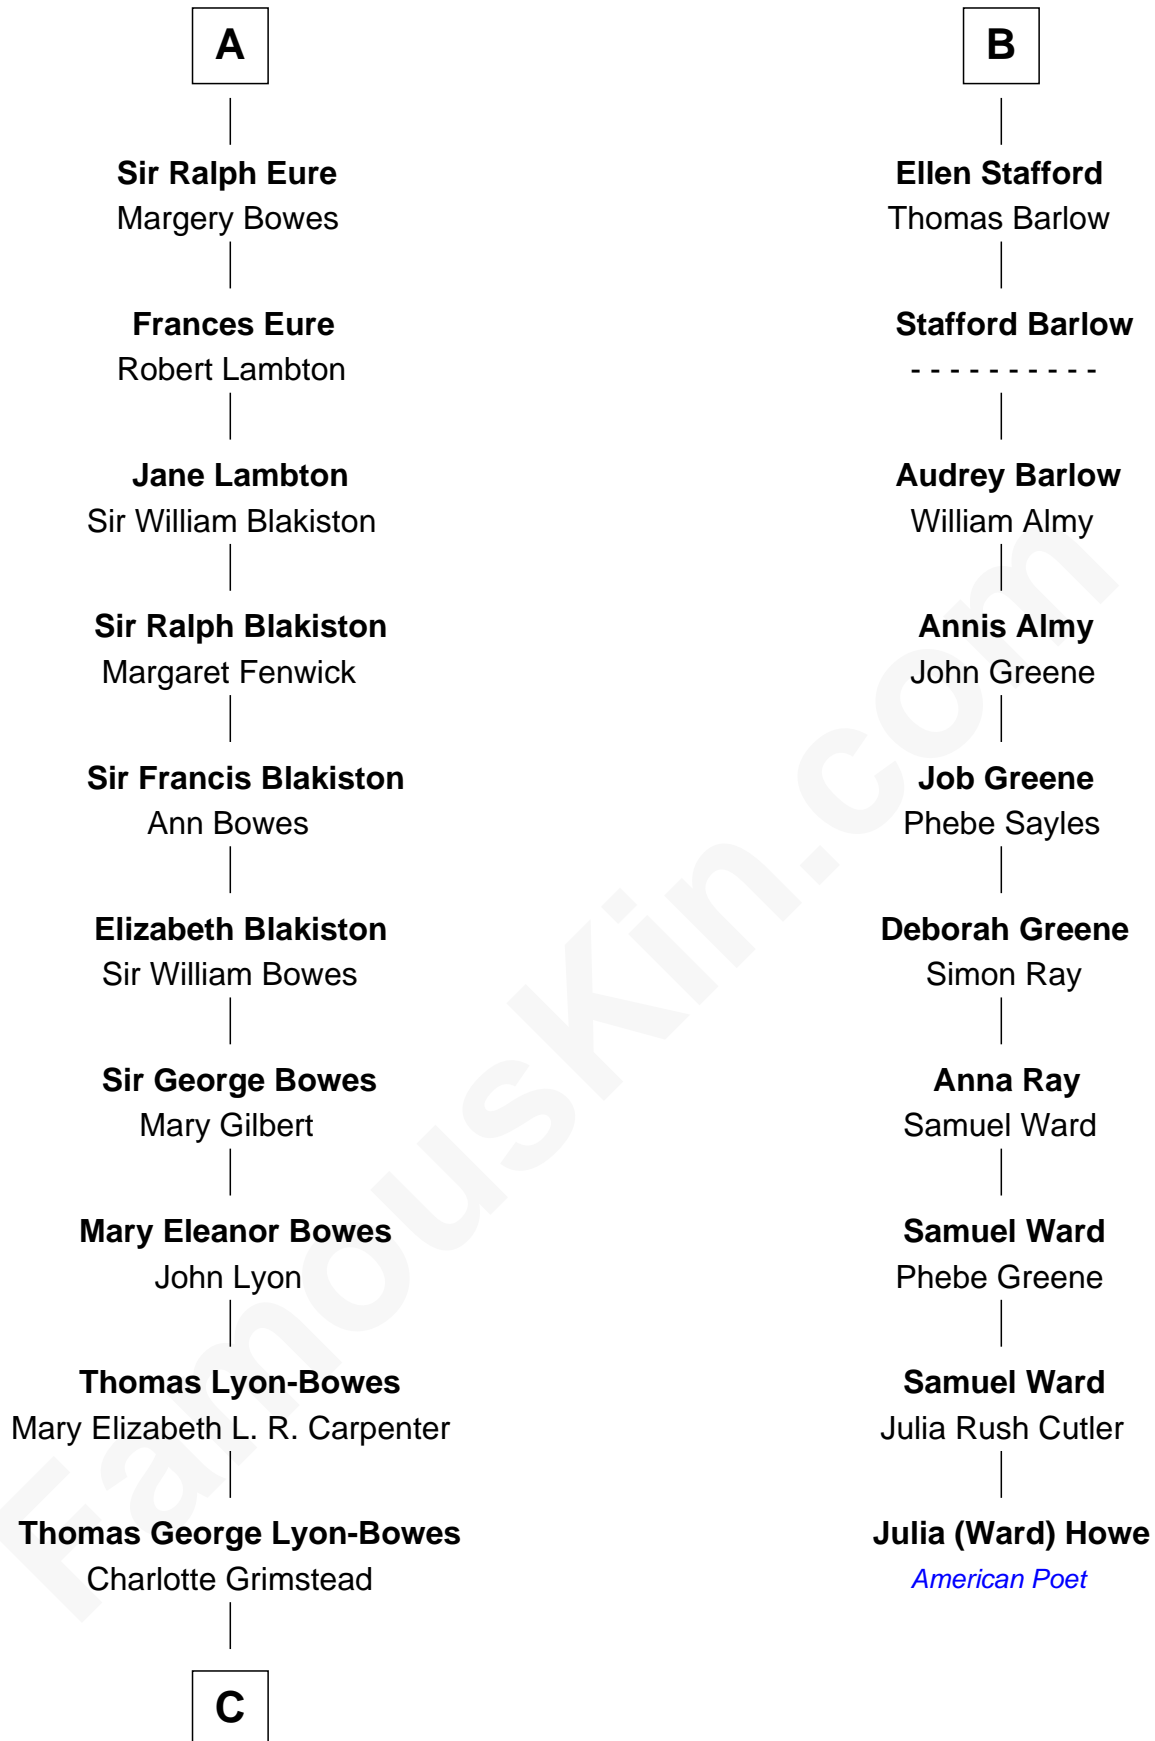 A
Sir Ralph Eure
Margery Bowes
Frances Eure
Robert Lambton
Jane Lambton
Sir William Blakiston
Sir Ralph Blakiston
Margaret Fenwick
Sir Francis Blakiston
Ann Bowes
Elizabeth Blakiston
Sir William Bowes
Sir George Bowes
Mary Gilbert
Mary Eleanor Bowes
John Lyon
Thomas Lyon-Bowes
Mary Elizabeth L. R. Carpenter
Thomas George Lyon-Bowes
Charlotte Grimstead
C
B
Ellen Stafford
Thomas Barlow
Stafford Barlow
- - - - - - - - - -
Audrey Barlow
William Almy
Annis Almy
John Greene
Job Greene
Phebe Sayles
Deborah Greene
Simon Ray
Anna Ray
Samuel Ward
Samuel Ward
Phebe Greene
Samuel Ward
Julia Rush Cutler
Julia (Ward) Howe
American Poet
FamousKin.com